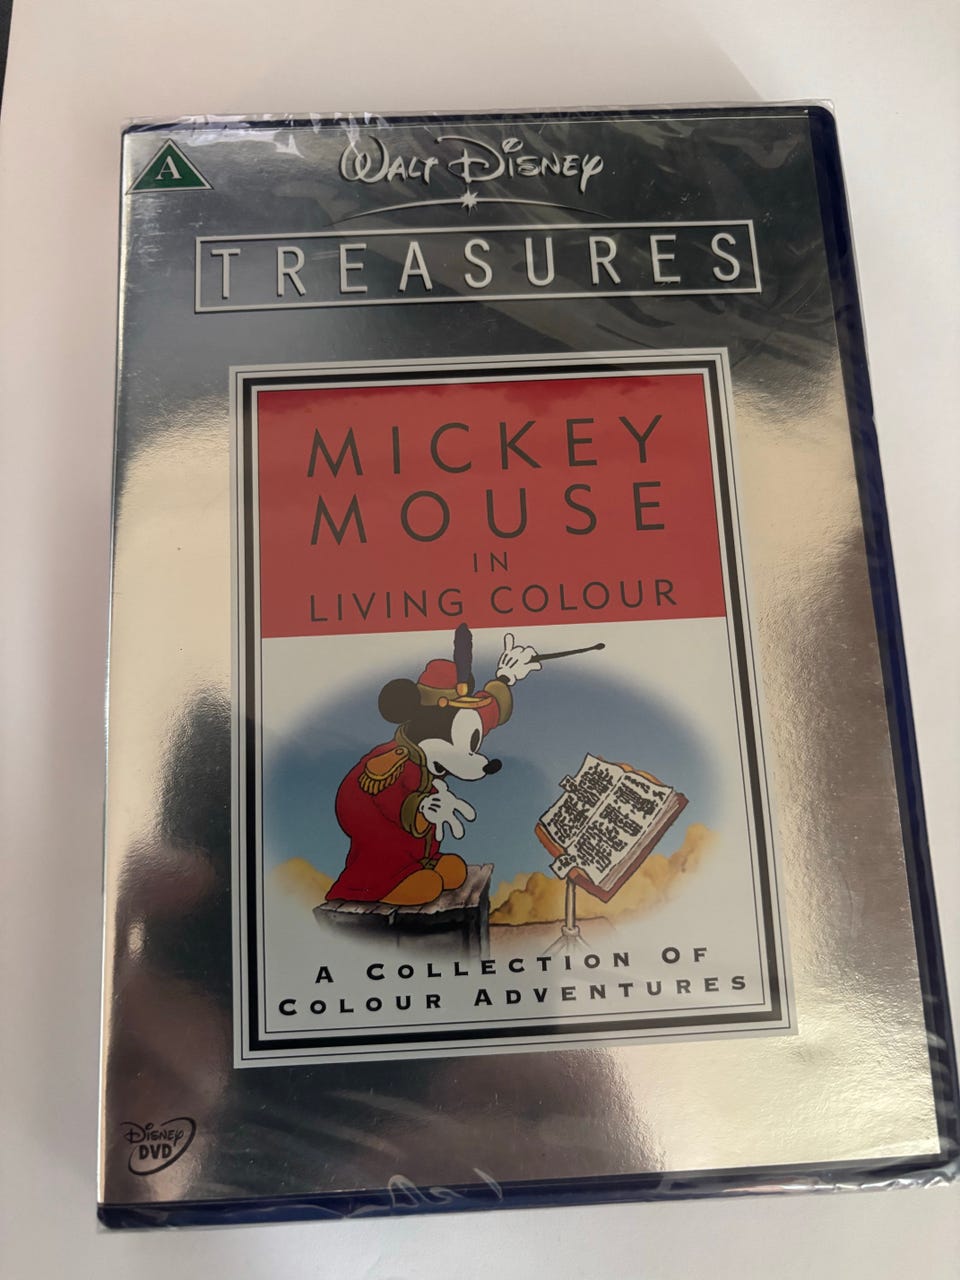 A
WALT DISNEY
TREASURES
MICKEY
MOUSE
IN
LIVING COLOUR
A COLLECTION OF
COLOUR ADVENTURES
DISNEY
DVD